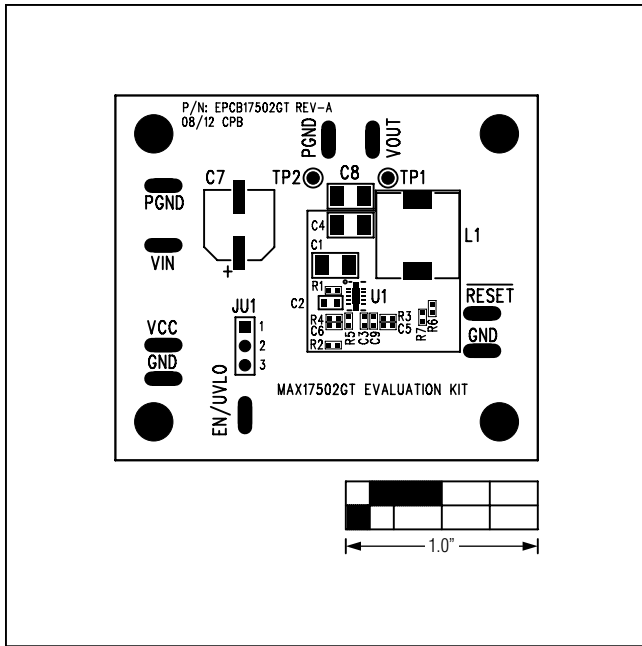 P/N: EPCB17502GT REV-A
08/12 CPB
PGND
VOUT
C7
TP2
C8
TP1
PGND
C4
L1
VIN
+
C1
R1
U1
C2
RESET
JU1
1
2
3
VCC
R4
C6
R5
C3
C9
R3
C5
R7
R6
GND
GND
R2
EN/UVLO
MAX17502GT EVALUATION KIT
1.0”